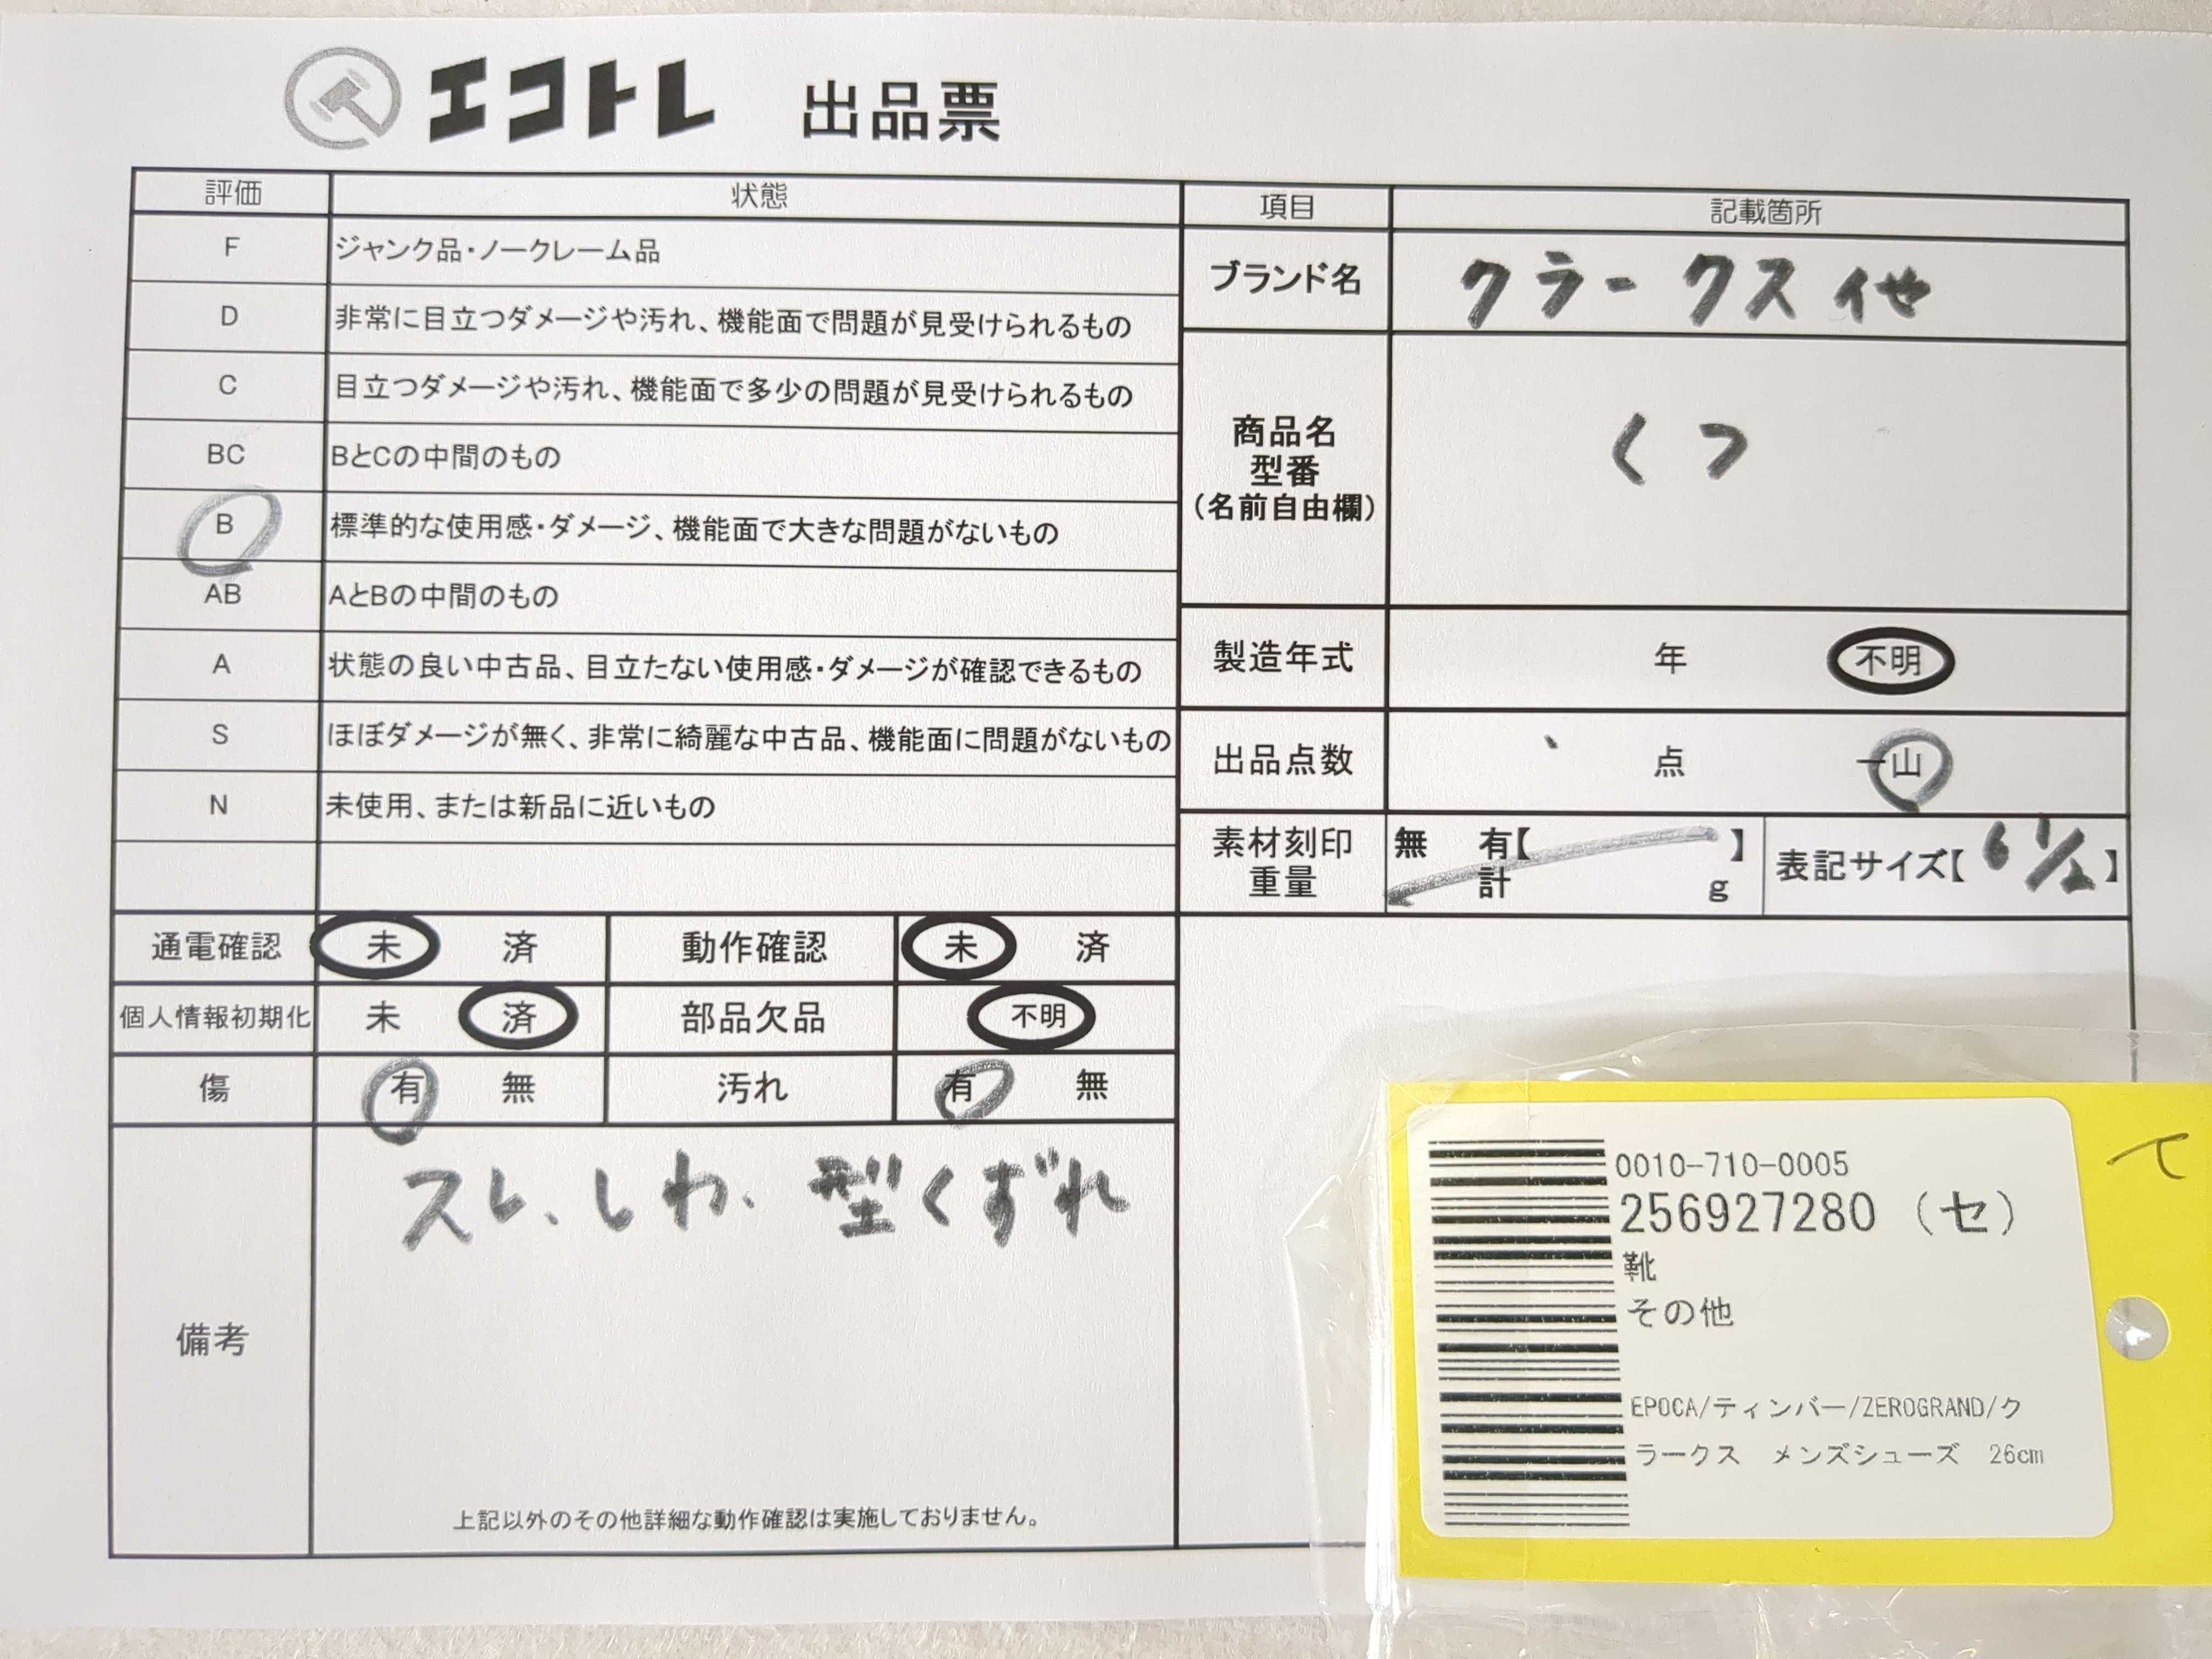 エコトレ 出品票
評価 状態
F ジャンク品・ノークレーム品
D 非常に目立つダメージや汚れ、機能面で問題が見受けられるもの
C 目立つダメージや汚れ、機能面で多少の問題が見受けられるもの
BC BとCの中間のもの
B 標準的な使用感・ダメージ、機能面で大きな問題がないもの
AB AとBの中間のもの
A 状態の良い中古品、目立たない使用感・ダメージが確認できるもの
S ほぼダメージが無く、非常に綺麗な中古品、機能面に問題がないもの
N 未使用、または新品に近いもの
項目 記載箇所
ブランド名 クラークス他
商品名
型番
(名前自由欄)
くつ
製造年式 年 不明
出品点数 点 一山
素材刻印 無 有【 】
重量 計 g
表記サイズ【6 1/2】
通電確認 未 済 動作確認 未 済
個人情報初期化 未 済 部品欠品 不明
傷 有 無 汚れ 有 無
備考
スレ、しわ、型くずれ
上記以外のその他詳細な動作確認は実施しておりません。
0010-710-0005
256927280 (セ)
靴
その他
EPOCA/ティンバー/ZEROGRAND/ク
ラークス メンズシューズ 26cm